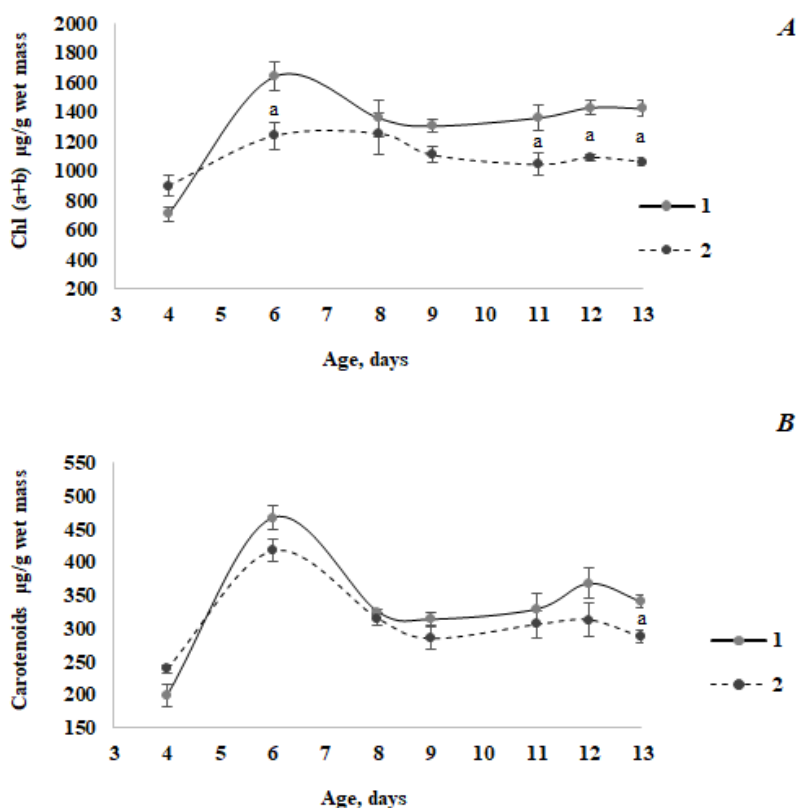 A
Chl (a+b) µg/g wet mass
2000
1800
1600
1400
1200
1000
800
600
400
200
a
a
a
a
1
2
3 4 5 6 7 8 9 10 11 12 13
Age, days
B
Carotenoids µg/g wet mass
550
500
450
400
350
300
250
200
150
a
1
2
3 4 5 6 7 8 9 10 11 12 13
Age, days